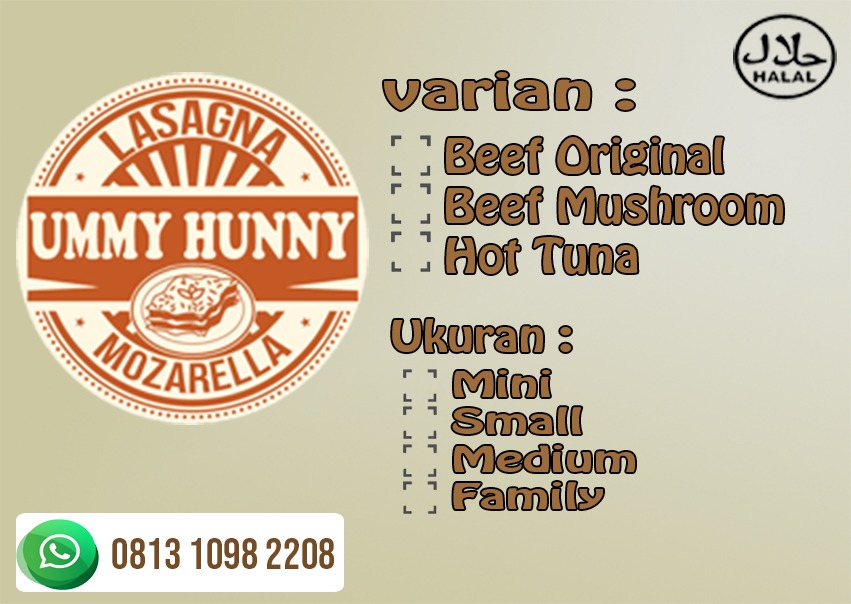 حلال
HALAL
LASAGNA
UMMY HUNNY
MOZARELLA
varian :
Beef Original
Beef Mushroom
Hot Tuna
Ukuran :
Mini
Small
Medium
Family
0813 1098 2208